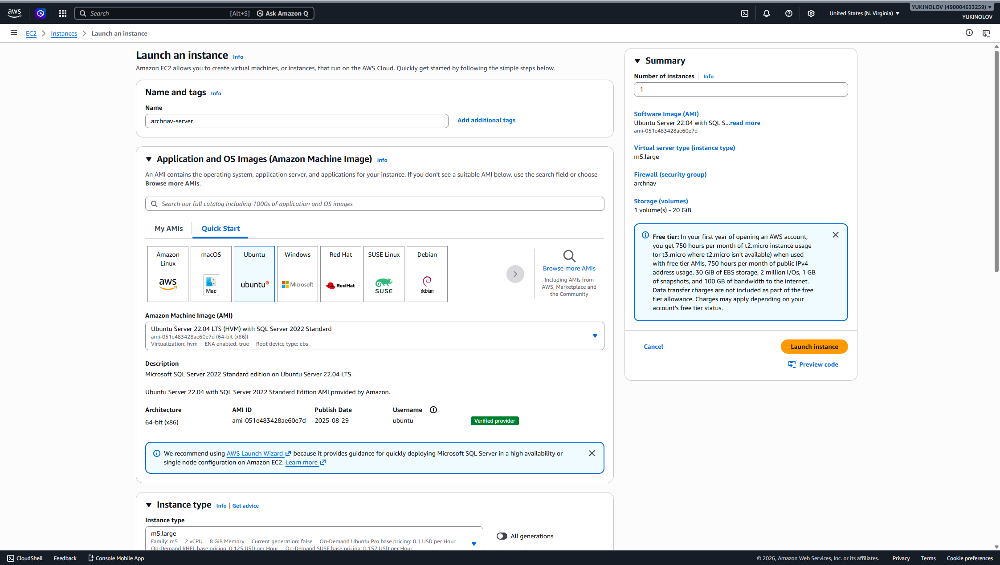 aws
Search
[Alt+S]
Ask Amazon Q
United States (N. Virginia)
YUKINOLOV (490004633259)
YUKINOLOV
EC2
Instances
Launch an instance
Launch an instance
Info
Amazon EC2 allows you to create virtual machines, or instances, that run on the AWS Cloud. Quickly get started by following the simple steps below.
Name and tags
Info
Name
archnav-server
Add additional tags
Application and OS Images (Amazon Machine Image)
Info
An AMI contains the operating system, application server, and applications for your instance. If you don't see a suitable AMI below, use the search field or choose
Browse more AMIs.
Search our full catalog including 1000s of application and OS images
My AMIs
Quick Start
Amazon
Linux
aws
macOS
Mac
Ubuntu
ubuntu
Windows
Microsoft
Red Hat
Red Hat
SUSE Linux
SUSE
Debian
debian
Browse more AMIs
Including AMIs from
AWS, Marketplace and
the Community
Amazon Machine Image (AMI)
Ubuntu Server 22.04 LTS (HVM) with SQL Server 2022 Standard
ami-051e483428ae60e7d (64-bit (x86))
Virtualization: hvm ENA enabled: true Root device type: ebs
Description
Microsoft SQL Server 2022 Standard edition on Ubuntu Server 22.04 LTS.
Ubuntu Server 22.04 with SQL Server 2022 Standard Edition AMI provided by Amazon.
Architecture
64-bit (x86)
AMI ID
ami-051e483428ae60e7d
Publish Date
2025-08-29
Username
ubuntu
Verified provider
We recommend using AWS Launch Wizard because it provides guidance for quickly deploying Microsoft SQL Server in a high availability or
single node configuration on Amazon EC2. Learn more
Instance type
Info | Get advice
Instance type
m5.large
Family: m5 2 vCPU 8 GiB Memory Current generation: false On-Demand Ubuntu Pro base pricing: 0.1 USD per Hour
On-Demand RHEL base pricing: 0.125 USD per Hour On-Demand SUSE base pricing: 0.152 USD per Hour
All generations
Summary
Number of instances
Info
1
Software Image (AMI)
Ubuntu Server 22.04 with SQL S...read more
ami-051e483428ae60e7d
Virtual server type (instance type)
m5.large
Firewall (security group)
archnav
Storage (volumes)
1 volume(s) - 20 GiB
Free tier: In your first year of opening an AWS account,
you get 750 hours per month of t2.micro instance usage
(or t3.micro where t2.micro isn't available) when used
with free tier AMIs, 750 hours per month of public IPv4
address usage, 30 GiB of EBS storage, 2 million I/Os, 1 GB
of snapshots, and 100 GB of bandwidth to the internet.
Data transfer charges are not included as part of the free
tier allowance. Charges may apply depending on your
account's free tier status.
Cancel
Launch instance
Preview code
CloudShell
Feedback
Console Mobile App
© 2026, Amazon Web Services, Inc. or its affiliates.
Privacy
Terms
Cookie preferences